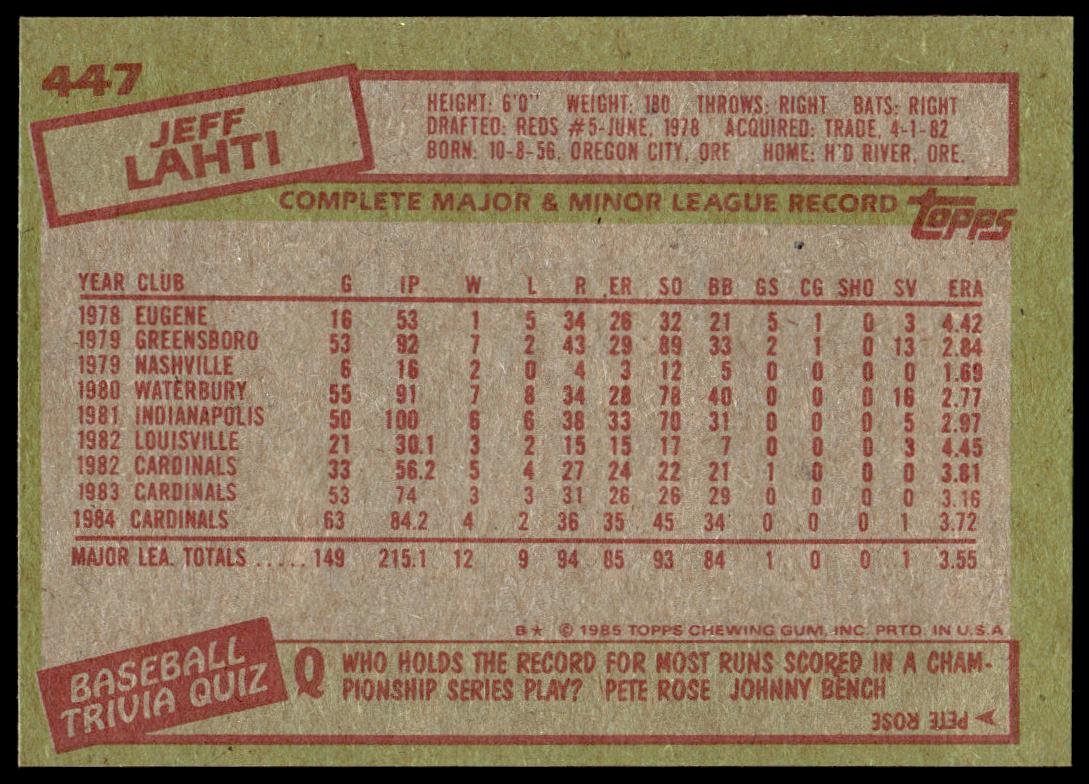 447
JEFF
LAHTI
HEIGHT: 6'0" WEIGHT: 180 THROWS: RIGHT BATS: RIGHT
DRAFTED: REDS #5-JUNE, 1978 ACQUIRED: TRADE, 4-1-82
BORN: 10-8-56, OREGON CITY, ORE HOME: H'D RIVER, ORE.
COMPLETE MAJOR & MINOR LEAGUE RECORD topps
YEAR CLUB G IP W L R ER SO BB GS CG SHO SV ERA
1978 EUGENE 16 53 1 5 34 26 32 21 5 1 0 3 4.42
1979 GREENSBORO 53 92 7 2 43 29 89 33 2 1 0 13 2.84
1979 NASHVILLE 6 16 2 0 4 3 12 5 0 0 0 0 1.69
1980 WATERBURY 55 91 7 8 34 28 78 40 0 0 0 16 2.77
1981 INDIANAPOLIS 50 100 6 6 38 33 70 31 0 0 0 5 2.97
1982 LOUISVILLE 21 30.1 3 2 15 15 17 7 0 0 0 3 4.45
1982 CARDINALS 33 56.2 5 4 27 24 22 21 1 0 0 0 3.81
1983 CARDINALS 53 74 3 3 31 26 26 29 0 0 0 0 3.16
1984 CARDINALS 63 84.2 4 2 36 35 45 34 0 0 0 1 3.72
MAJOR LEA. TOTALS ..... 149 215.1 12 9 94 85 93 84 1 0 0 1 3.55
B* © 1985 TOPPS CHEWING GUM, INC. PRTD. IN U.S.A
BASEBALL
TRIVIA QUIZ
Q WHO HOLDS THE RECORD FOR MOST RUNS SCORED IN A CHAM-
PIONSHIP SERIES PLAY? PETE ROSE JOHNNY BENCH
A PETE ROSE